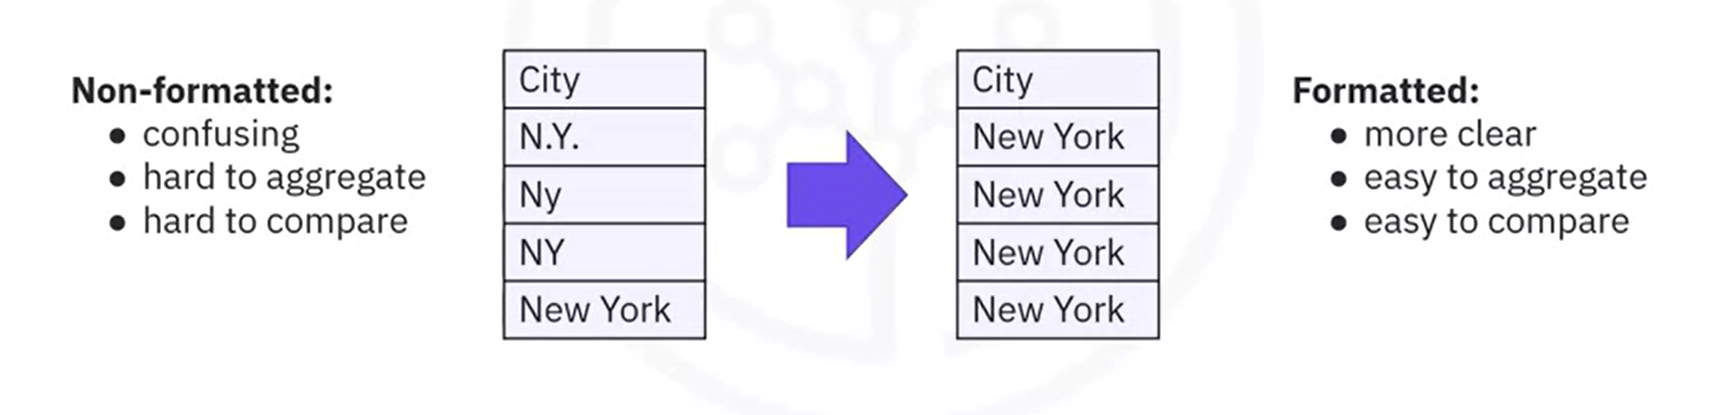 Non-formatted:
● confusing
● hard to aggregate
● hard to compare
City
N.Y.
Ny
NY
New York
City
New York
New York
New York
New York
Formatted:
● more clear
● easy to aggregate
● easy to compare